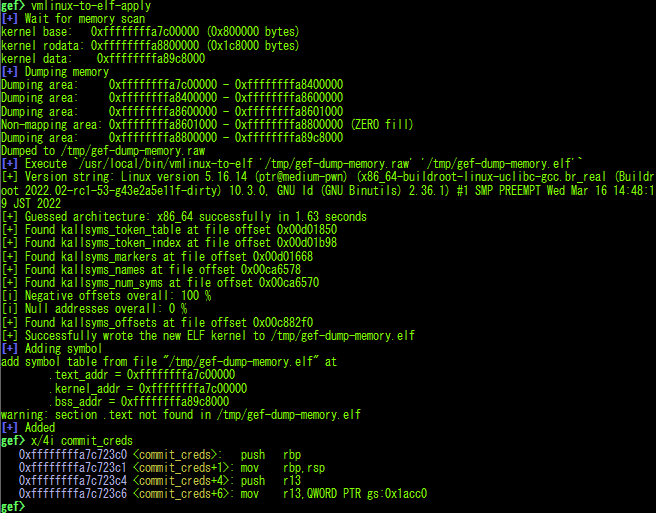 gef> vmlinux-to-elf-apply
[+] Wait for memory scan
kernel base:   0xffffffffa7c00000 (0x800000 bytes)
kernel rodata: 0xffffffffa8800000 (0x1c8000 bytes)
kernel data:    0xffffffffa89c8000
[+] Dumping memory
Dumping area:     0xffffffffa7c00000 - 0xffffffffa8400000
Dumping area:     0xffffffffa8400000 - 0xffffffffa8600000
Dumping area:     0xffffffffa8600000 - 0xffffffffa8601000
Non-mapping area: 0xffffffffa8601000 - 0xffffffffa8800000 (ZERO fill)
Dumping area:     0xffffffffa8800000 - 0xffffffffa89c8000
Dumped to /tmp/gef-dump-memory.raw
[+] Execute `/usr/local/bin/vmlinux-to-elf '/tmp/gef-dump-memory.raw' '/tmp/gef-dump-memory.elf'`
[+] Version string: Linux version 5.16.14 (ptr@medium-pwn) (x86_64-buildroot-linux-uclibc-gcc.br_real (Buildr
oot 2022.02-rc1-53-g43e2a5e11f-dirty) 10.3.0, GNU ld (GNU Binutils) 2.36.1) #1 SMP PREEMPT Wed Mar 16 14:48:1
9 JST 2022
[+] Guessed architecture: x86_64 successfully in 1.63 seconds
[+] Found kallsyms_token_table at file offset 0x00d01850
[+] Found kallsyms_token_index at file offset 0x00d01b98
[+] Found kallsyms_markers at file offset 0x00d01668
[+] Found kallsyms_names at file offset 0x00ca6578
[+] Found kallsyms_num_syms at file offset 0x00ca6570
[i] Negative offsets overall: 100 %
[i] Null addresses overall: 0 %
[+] Found kallsyms_offsets at file offset 0x00c882f0
[+] Successfully wrote the new ELF kernel to /tmp/gef-dump-memory.elf
[+] Adding symbol
add symbol table from file "/tmp/gef-dump-memory.elf" at
        .text_addr = 0xffffffffa7c00000
        .kernel_addr = 0xffffffffa7c00000
        .bss_addr = 0xffffffffa89c8000
warning: section .text not found in /tmp/gef-dump-memory.elf
[+] Added
gef> x/4i commit_creds
   0xffffffffa7c723c0 <commit_creds>:   push   rbp
   0xffffffffa7c723c1 <commit_creds+1>: mov    rbp,rsp
   0xffffffffa7c723c4 <commit_creds+4>: push   r13
   0xffffffffa7c723c6 <commit_creds+6>: mov    r13,QWORD PTR gs:0x1acc0
gef>